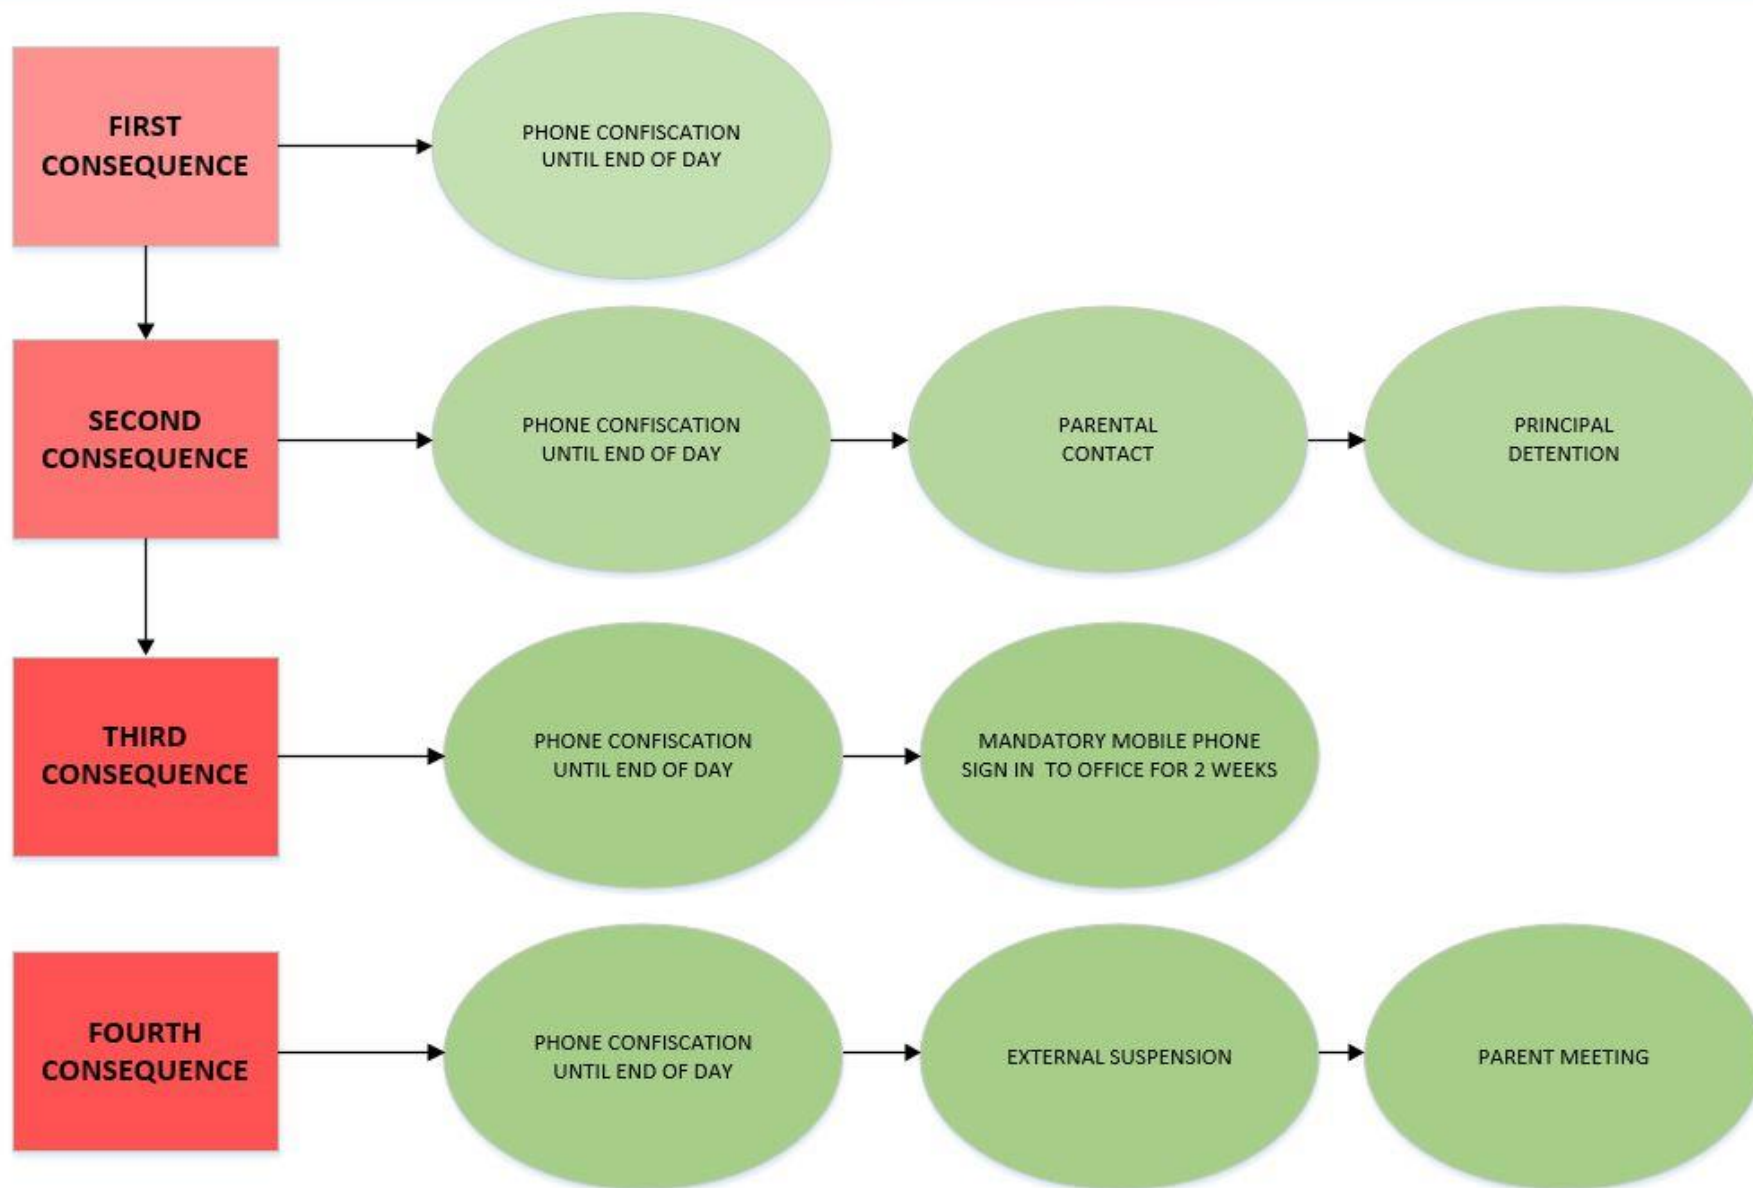 FIRST
CONSEQUENCE
PHONE CONFISCATION
UNTIL END OF DAY
SECOND
CONSEQUENCE
PHONE CONFISCATION
UNTIL END OF DAY
PARENTAL
CONTACT
PRINCIPAL
DETENTION
THIRD
CONSEQUENCE
PHONE CONFISCATION
UNTIL END OF DAY
MANDATORY MOBILE PHONE
SIGN IN  TO OFFICE FOR 2 WEEKS
FOURTH
CONSEQUENCE
PHONE CONFISCATION
UNTIL END OF DAY
EXTERNAL SUSPENSION
PARENT MEETING